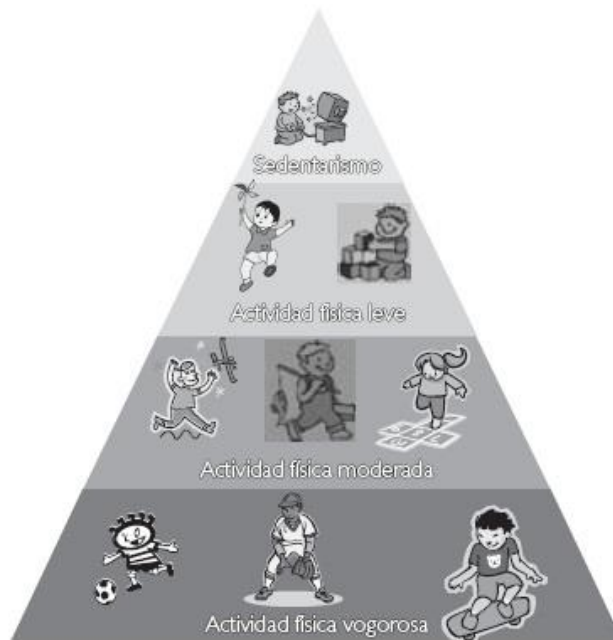 Sedentarismo
Actividad física leve
Actividad física moderada
Actividad física vogorosa